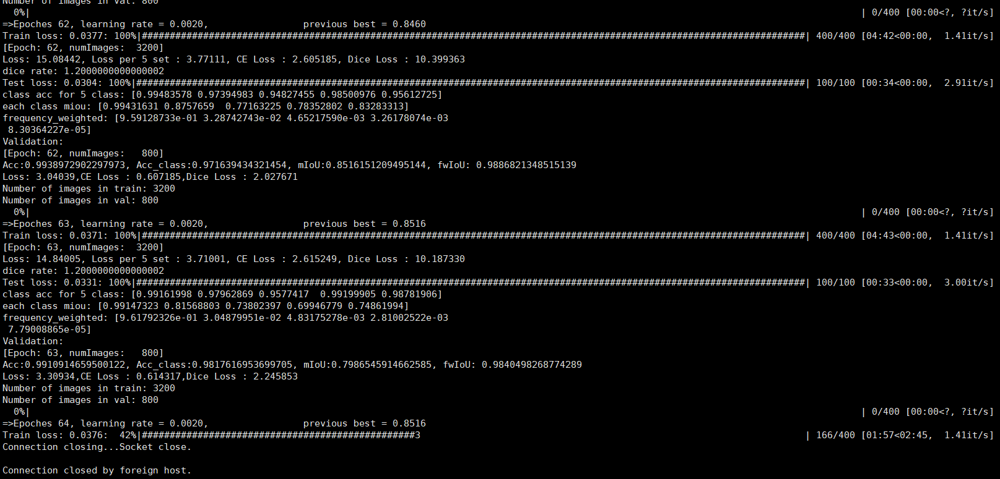 Number of images in val: 800
0%| | 0/400 [00:00<?, ?it/s]
=>Epoches 62, learning rate = 0.0020, previous best = 0.8460
Train loss: 0.0377: 100%|#######################################################################################################################| 400/400 [04:42<00:00, 1.41it/s]
[Epoch: 62, numImages: 3200]
Loss: 15.08442, Loss per 5 set : 3.77111, CE Loss : 2.605185, Dice Loss : 10.399363
dice rate: 1.2000000000000002
Test loss: 0.0304: 100%|########################################################################################################################| 100/100 [00:34<00:00, 2.91it/s]
class acc for 5 class: [0.99483578 0.97394983 0.94827455 0.98500976 0.95612725]
each class miou: [0.99431631 0.8757659  0.77163225 0.78352802 0.83283313]
frequency_weighted: [9.59128733e-01 3.28742743e-02 4.65217590e-03 3.26178074e-03
8.30364227e-05]
Validation:
[Epoch: 62, numImages: 800]
Acc:0.9938972902297973, Acc_class:0.971639434321454, mIoU:0.8516151209495144, fwIoU: 0.9886821348515139
Loss: 3.04039,CE Loss : 0.607185,Dice Loss : 2.027671
Number of images in train: 3200
Number of images in val: 800
0%| | 0/400 [00:00<?, ?it/s]
=>Epoches 63, learning rate = 0.0020, previous best = 0.8516
Train loss: 0.0371: 100%|#######################################################################################################################| 400/400 [04:43<00:00, 1.41it/s]
[Epoch: 63, numImages: 3200]
Loss: 14.84005, Loss per 5 set : 3.71001, CE Loss : 2.615249, Dice Loss : 10.187330
dice rate: 1.2000000000000002
Test loss: 0.0331: 100%|########################################################################################################################| 100/100 [00:33<00:00, 3.00it/s]
class acc for 5 class: [0.99161998 0.97962869 0.9577417  0.99199905 0.98781906]
each class miou: [0.99147323 0.81568803 0.73802397 0.69946779 0.74861994]
frequency_weighted: [9.61792326e-01 3.04879951e-02 4.83175278e-03 2.81002522e-03
7.79008865e-05]
Validation:
[Epoch: 63, numImages: 800]
Acc:0.9910914659500122, Acc_class:0.9817616953699705, mIoU:0.7986545914662585, fwIoU: 0.9840498268774289
Loss: 3.30934,CE Loss : 0.614317,Dice Loss : 2.245853
Number of images in train: 3200
Number of images in val: 800
0%| | 0/400 [00:00<?, ?it/s]
=>Epoches 64, learning rate = 0.0020, previous best = 0.8516
Train loss: 0.0376: 42%|#################################################3 | 166/400 [01:57<02:45, 1.41it/s]
Connection closing...Socket close.
Connection closed by foreign host.